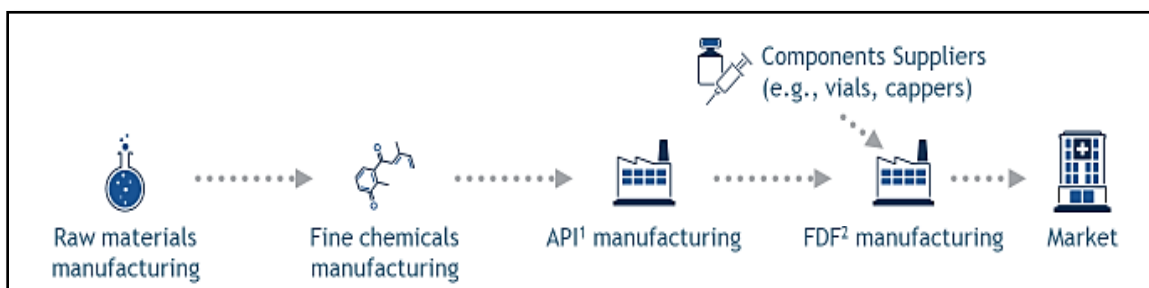 Components Suppliers
(e.g., vials, cappers)
Raw materials
manufacturing
Fine chemicals
manufacturing
API¹ manufacturing
FDF² manufacturing
Market